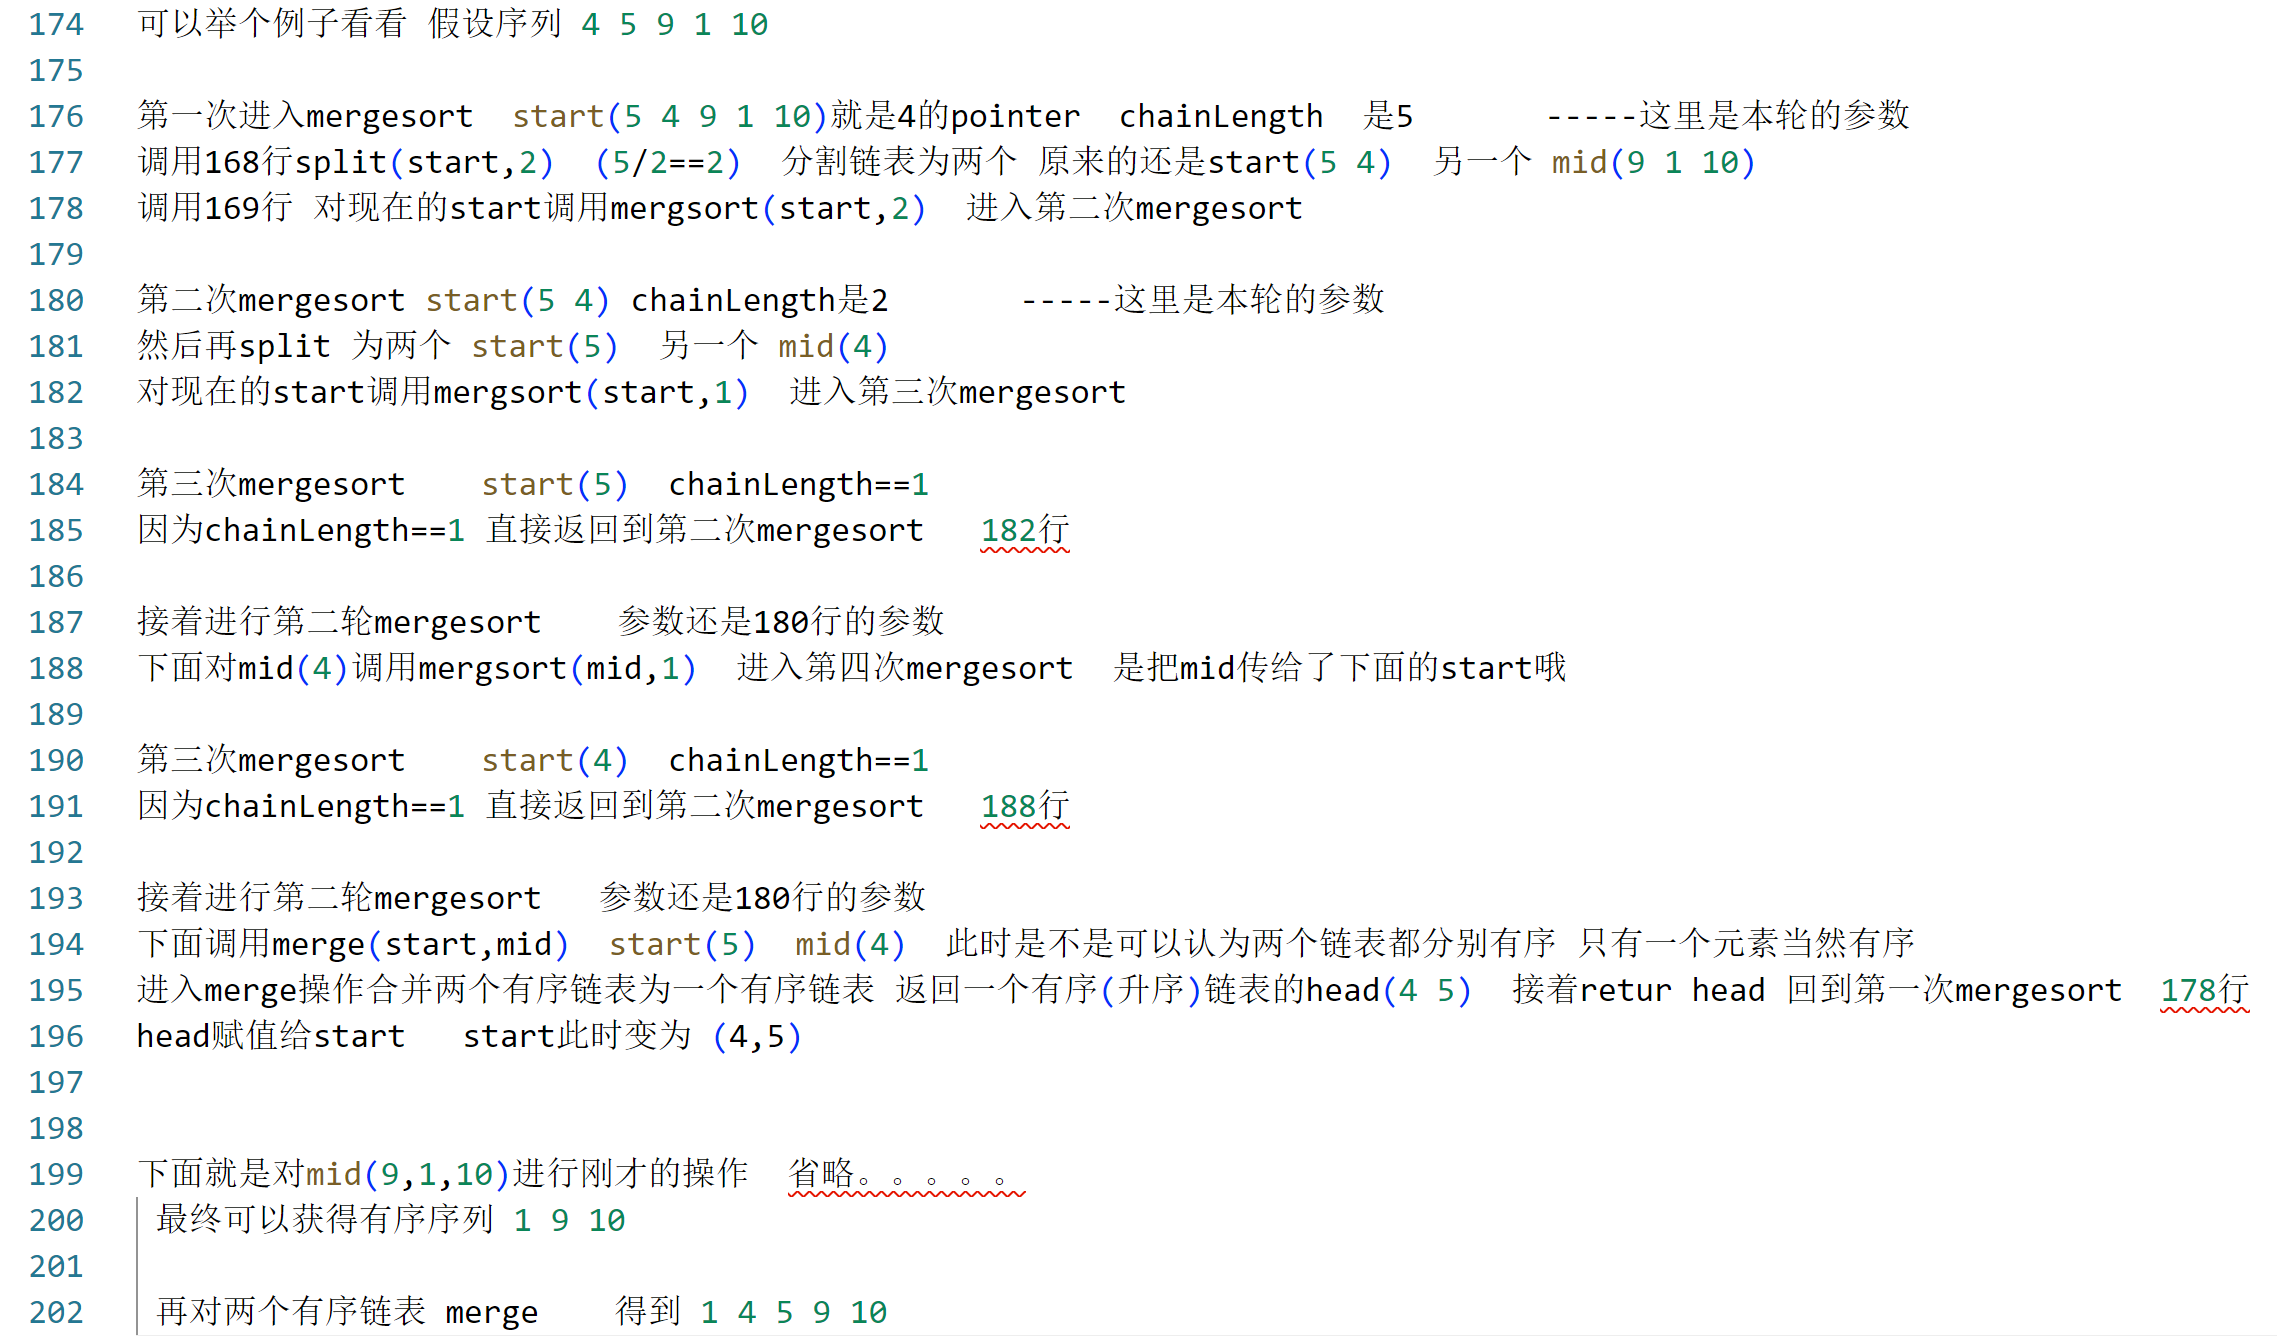 174 可以举个例子看看 假设序列 4 5 9 1 10
175
176 第一次进入mergesort start(5 4 9 1 10)就是4的pointer chainLength 是5 -----这里是本轮的参数
177 调用168行split(start,2) (5/2==2) 分割链表为两个 原来的还是start(5 4) 另一个 mid(9 1 10)
178 调用169行 对现在的start调用mergsort(start,2) 进入第二次mergesort
179
180 第二次mergesort start(5 4) chainLength是2 -----这里是本轮的参数
181 然后再split 为两个 start(5) 另一个 mid(4)
182 对现在的start调用mergsort(start,1) 进入第三次mergesort
183
184 第三次mergesort start(5) chainLength==1
185 因为chainLength==1 直接返回到第二次mergesort 182行
186
187 接着进行第二轮mergesort 参数还是180行的参数
188 下面对mid(4)调用mergsort(mid,1) 进入第四次mergesort 是把mid传给了下面的start哦
189
190 第三次mergesort start(4) chainLength==1
191 因为chainLength==1 直接返回到第二次mergesort 188行
192
193 接着进行第二轮mergesort 参数还是180行的参数
194 下面调用merge(start,mid) start(5) mid(4) 此时是不是可以认为两个链表都分别有序 只有一个元素当然有序
195 进入merge操作合并两个有序链表为一个有序链表 返回一个有序(升序)链表的head(4 5) 接着retur head 回到第一次mergesort 178行
196 head赋值给start start此时变为 (4,5)
197
198
199 下面就是对mid(9,1,10)进行刚才的操作 省略。。。。。
200 最终可以获得有序序列 1 9 10
201
202 再对两个有序链表 merge 得到 1 4 5 9 10